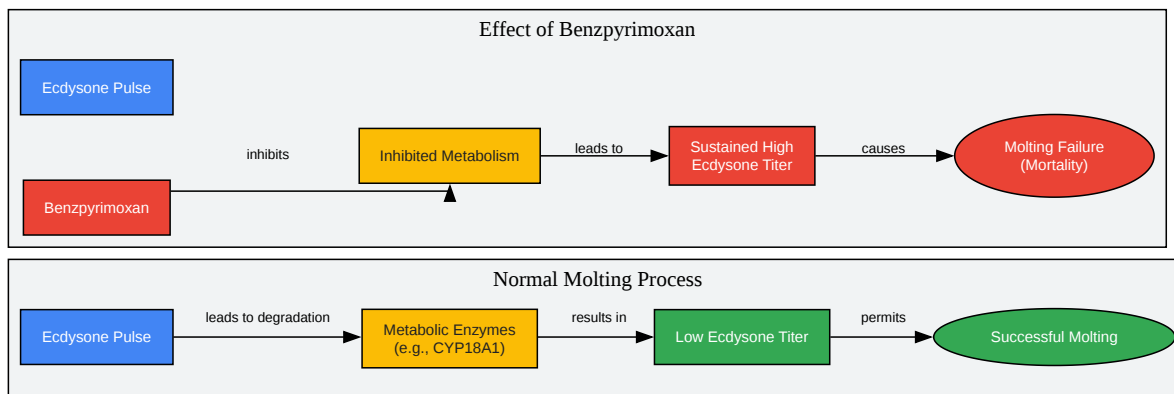 Effect of Benzpyrimoxan
Ecdysone Pulse
inhibits
Inhibited Metabolism
leads to
Sustained High
Ecdysone Titer
causes
Molting Failure
(Mortality)
Benzpyrimoxan
Normal Molting Process
Ecdysone Pulse
leads to degradation
Metabolic Enzymes
(e.g., CYP18A1)
results in
Low Ecdysone Titer
permits
Successful Molting